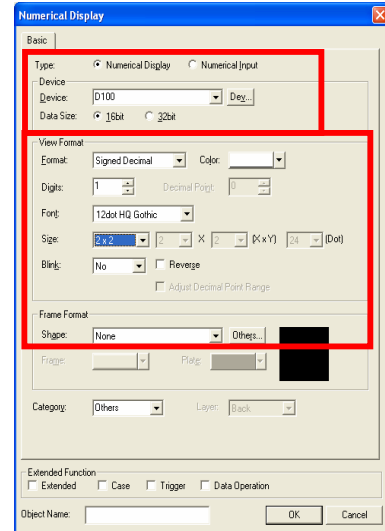 Numerical Display
Basic
Type: Numerical Display Numerical Input
Device
Device: D100 Dev...
Data Size: 16bit 32bit
View Format
Format: Signed Decimal Color:
Digits: 1 Decimal Point: 0
Font: 12dot HQ Gothic
Size: 2 x 2 2 X 2 (X x Y) 24 (Dot)
Blink: No Reverse
Adjust Decimal Point Range
Frame Format
Shape: None Others...
Frame: Plate:
Category: Others Layer: Back
Extended Function
Extended Case Trigger Data Operation
Object Name: OK Cancel